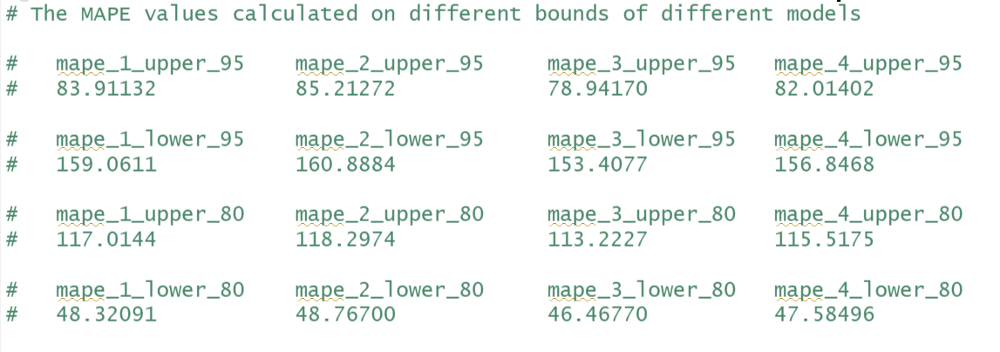 # The MAPE values calculated on different bounds of different models
# mape_1_upper_95 mape_2_upper_95 mape_3_upper_95 mape_4_upper_95
# 83.91132 85.21272 78.94170 82.01402
# mape_1_lower_95 mape_2_lower_95 mape_3_lower_95 mape_4_lower_95
# 159.0611 160.8884 153.4077 156.8468
# mape_1_upper_80 mape_2_upper_80 mape_3_upper_80 mape_4_upper_80
# 117.0144 118.2974 113.2227 115.5175
# mape_1_lower_80 mape_2_lower_80 mape_3_lower_80 mape_4_lower_80
# 48.32091 48.76700 46.46770 47.58496